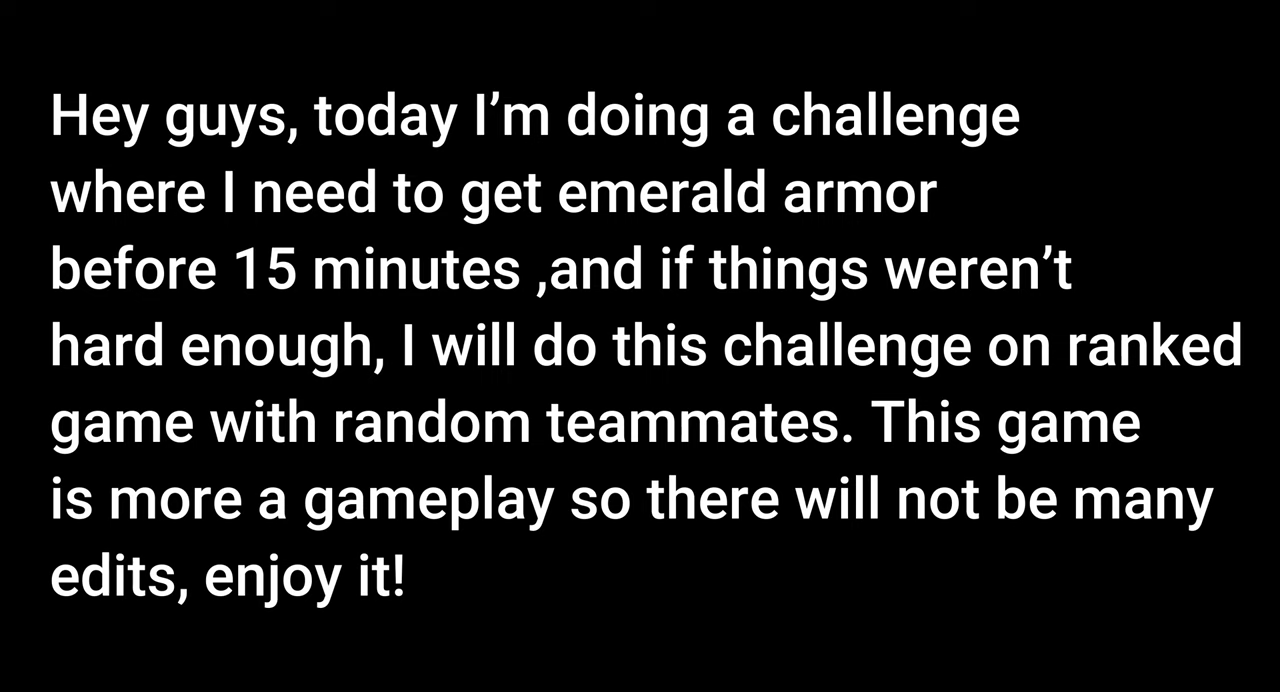 Hey guys, today I’m doing a challenge
where I need to get emerald armor
before 15 minutes ,and if things weren’t
hard enough, I will do this challenge on ranked
game with random teammates. This game
is more a gameplay so there will not be many
edits, enjoy it!